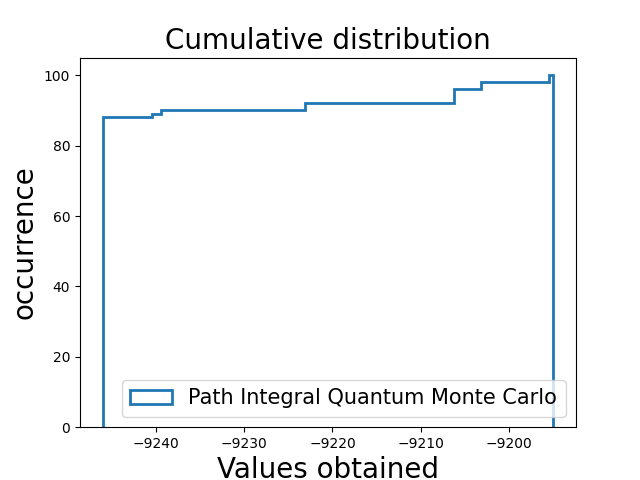 Cumulative distribution
occurrence
100
80
60
40
20
0
Path Integral Quantum Monte Carlo
−9240 −9230 −9220 −9210 −9200
Values obtained